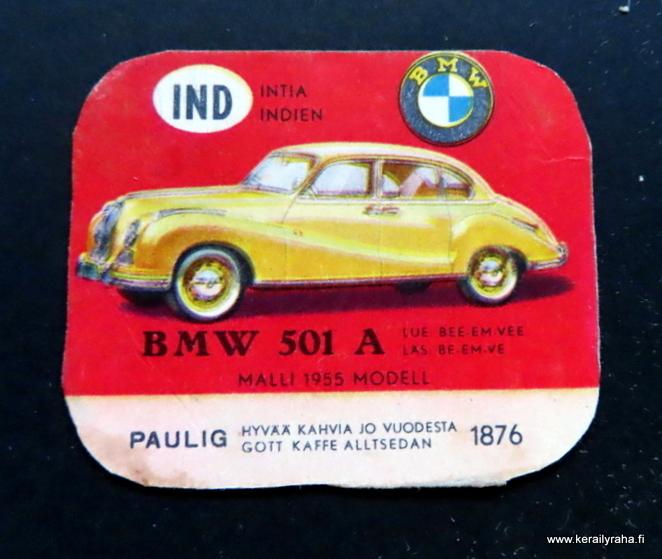 IND
INTIA
INDIEN
BMW
BMW 501 A
LUE BEE-EM-VEE
LÄS BE-EM-VE
MALLI 1955 MODELL
PAULIG
HYVÄÄ KAHVIA JO VUODESTA
GOTT KAFFE ALLTSEDAN
1876
www.kerailyraha.fi